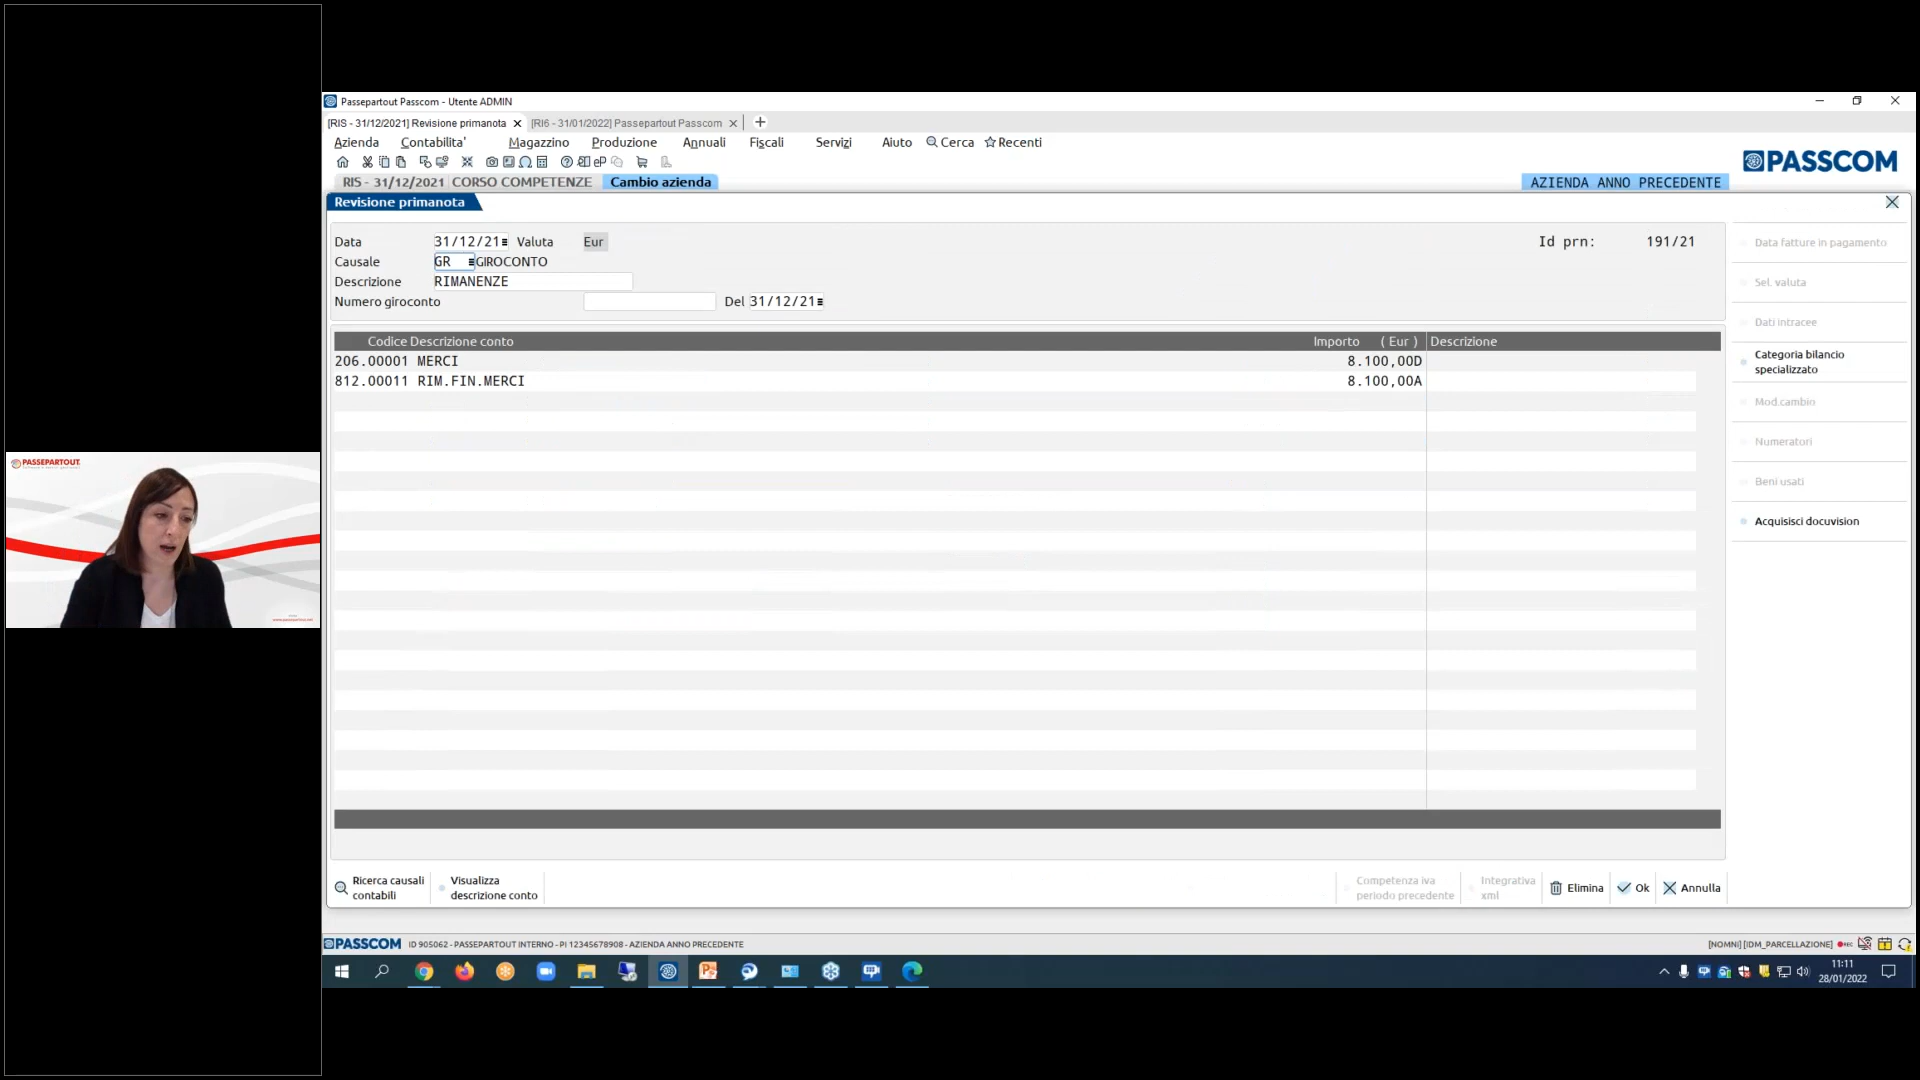 Passepartout Passcom - Utente ADMIN
[RIS - 31/12/2021] Revisione primanota
[RI6 - 31/01/2022] Passepartout Passcom
Azienda Contabilita' Magazzino Produzione Annuali Fiscali Servizi Aiuto Cerca Recenti
PASSCOM
RIS - 31/12/2021 CORSO COMPETENZE Cambio azienda
AZIENDA ANNO PRECEDENTE
Revisione primanota
Data 31/12/21 Valuta Eur
Id prn: 191/21
Causale GR GIROCONTO
Descrizione RIMANENZE
Numero giroconto Del 31/12/21
Codice Descrizione conto Importo ( Eur ) Descrizione
206.00001 MERCI 8.100,00D
812.00011 RIM.FIN.MERCI 8.100,00A
Data fatture in pagamento
Sel. valuta
Dati intracee
Categoria bilancio
specializzato
Mod.cambio
Numeratori
Beni usati
Acquisisci docuvision
PASSEPARTOUT
Ricerca causali
contabili
Visualizza
descrizione conto
Competenza iva
periodo precedente
Integrativa
xml
Elimina
Ok
Annulla
PASSCOM ID 905062 - PASSEPARTOUT INTERNO - PI 12345678908 - AZIENDA ANNO PRECEDENTE
[NOMNI] [IDM_PARCELLAZIONE]
11:11
28/01/2022